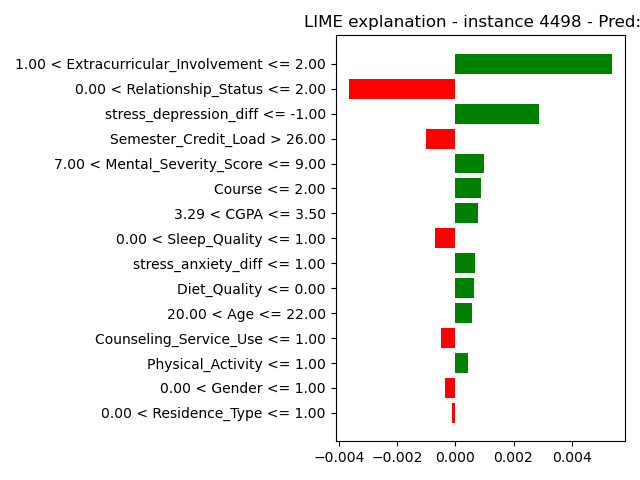 LIME explanation - instance 4498 - Pred:
1.00 < Extracurricular_Involvement <= 2.00
0.00 < Relationship_Status <= 2.00
stress_depression_diff <= -1.00
Semester_Credit_Load > 26.00
7.00 < Mental_Severity_Score <= 9.00
Course <= 2.00
3.29 < CGPA <= 3.50
0.00 < Sleep_Quality <= 1.00
stress_anxiety_diff <= 1.00
Diet_Quality <= 0.00
20.00 < Age <= 22.00
Counseling_Service_Use <= 1.00
Physical_Activity <= 1.00
0.00 < Gender <= 1.00
0.00 < Residence_Type <= 1.00
−0.004 −0.002 0.000 0.002 0.004